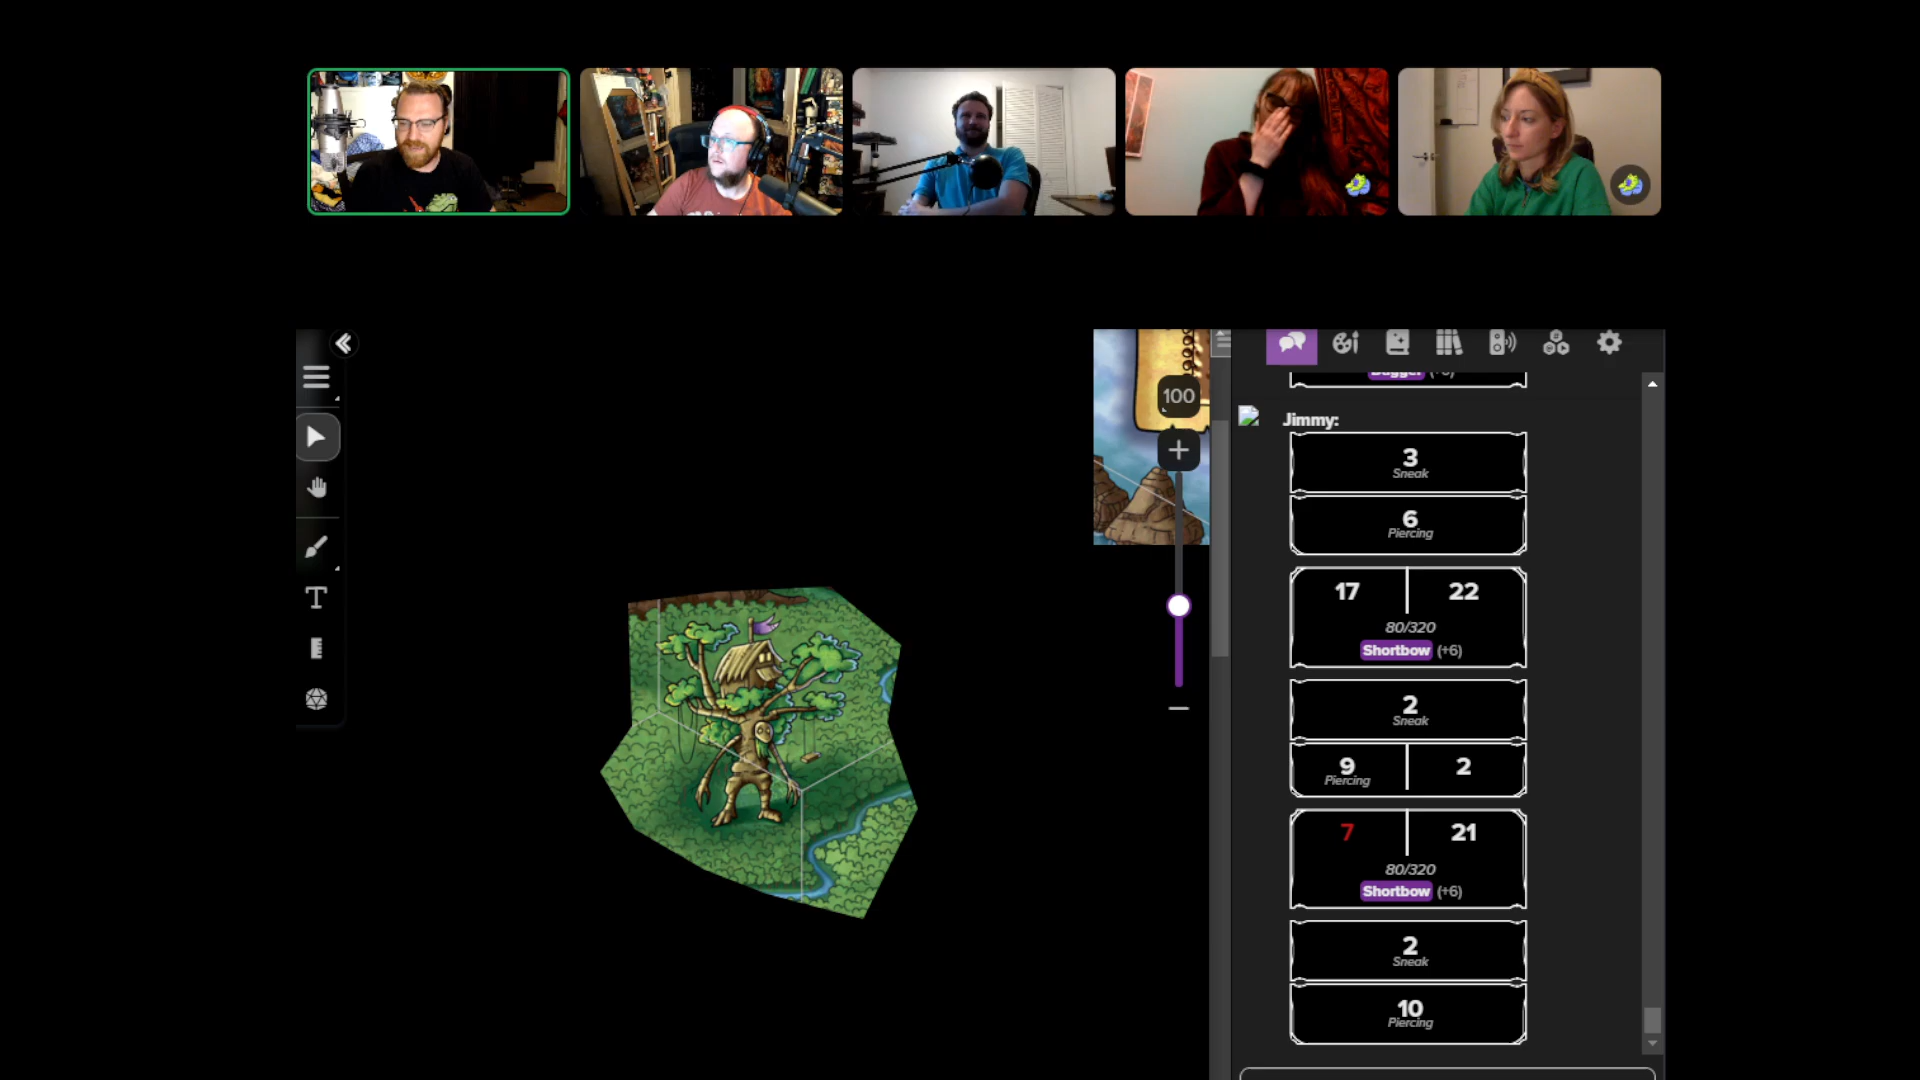 100
Dagger
Jimmy:
3
Sneak
6
Piercing
17 22
80/320
Shortbow (+6)
2
Sneak
9 2
Piercing
7 21
80/320
Shortbow (+6)
2
Sneak
10
Piercing